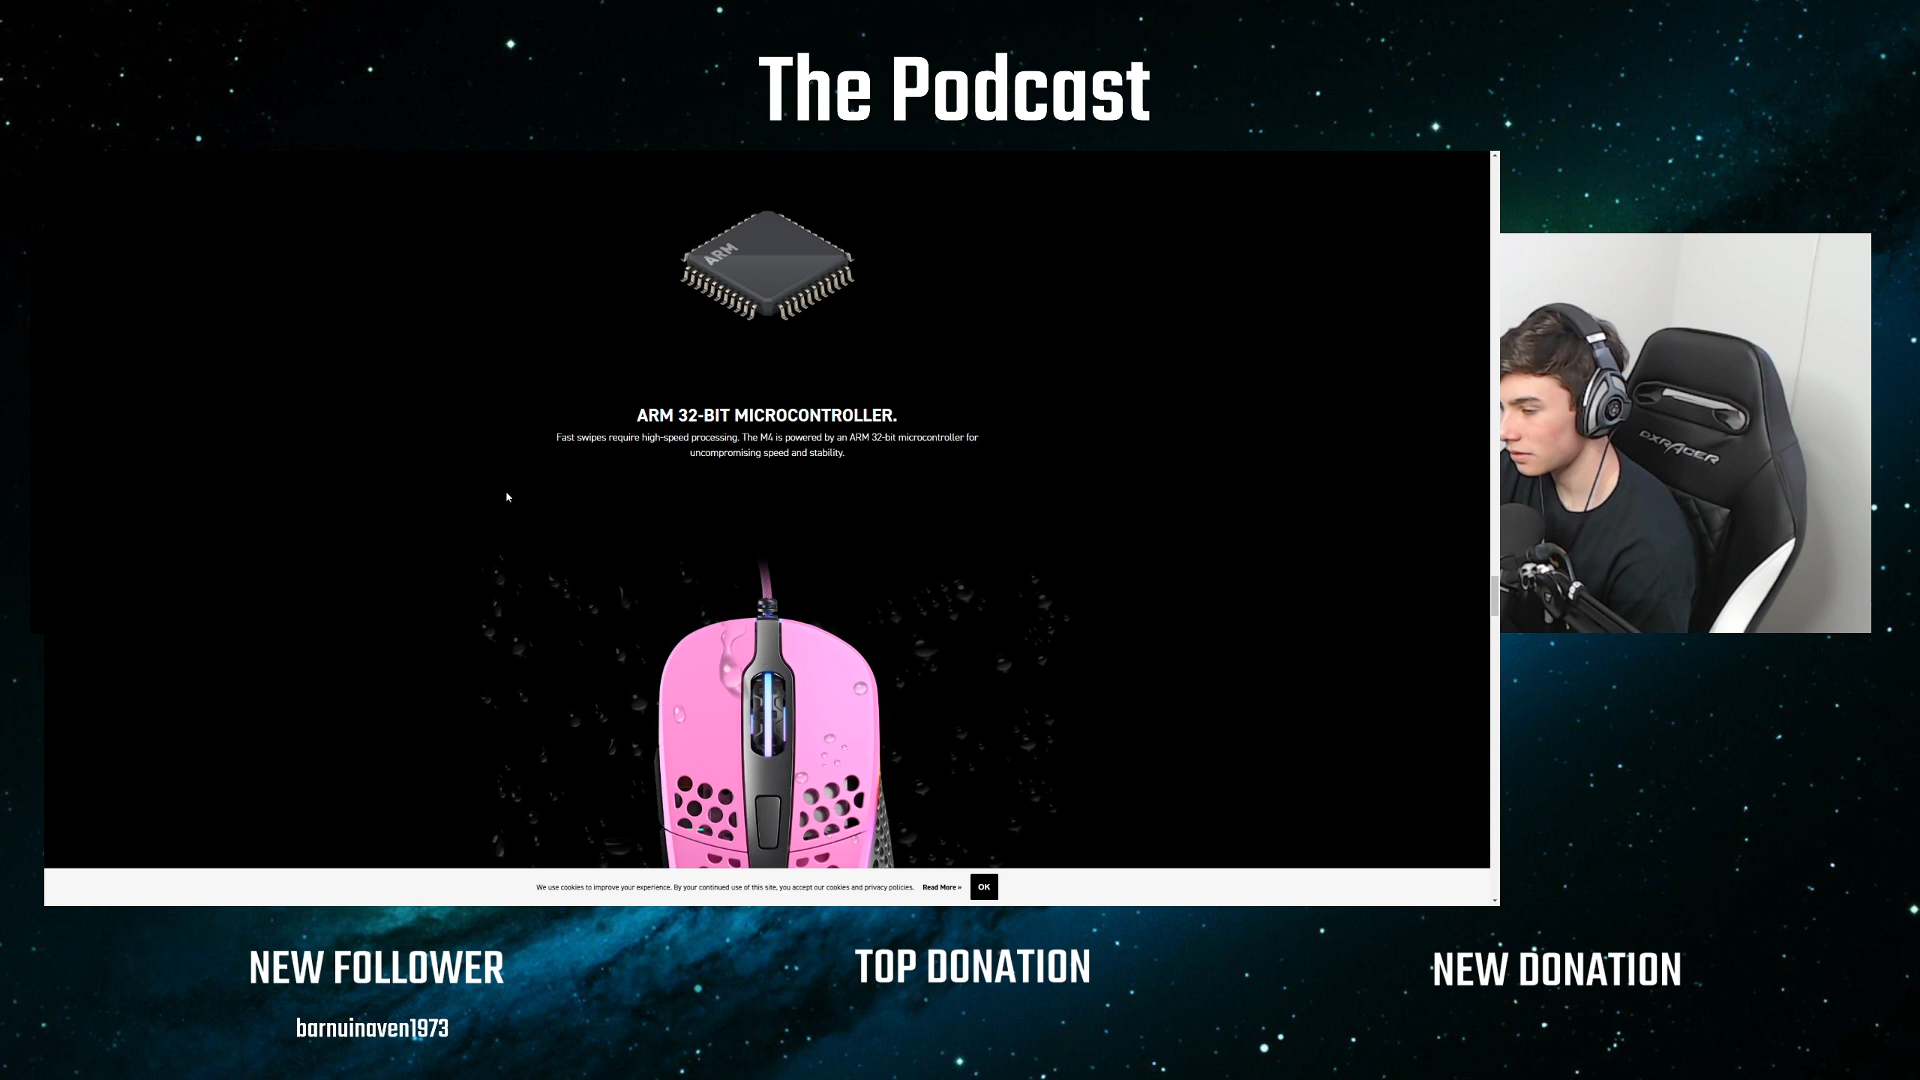 The Podcast
ARM
ARM 32-BIT MICROCONTROLLER.
Fast swipes require high-speed processing. The M4 is powered by an ARM 32-bit microcontroller for
uncompromising speed and stability.
DXRACER
We use cookies to improve your experience. By your continued use of this site, you accept our cookies and privacy policies. Read More » OK
NEW FOLLOWER
TOP DONATION
NEW DONATION
barnuinaven1973